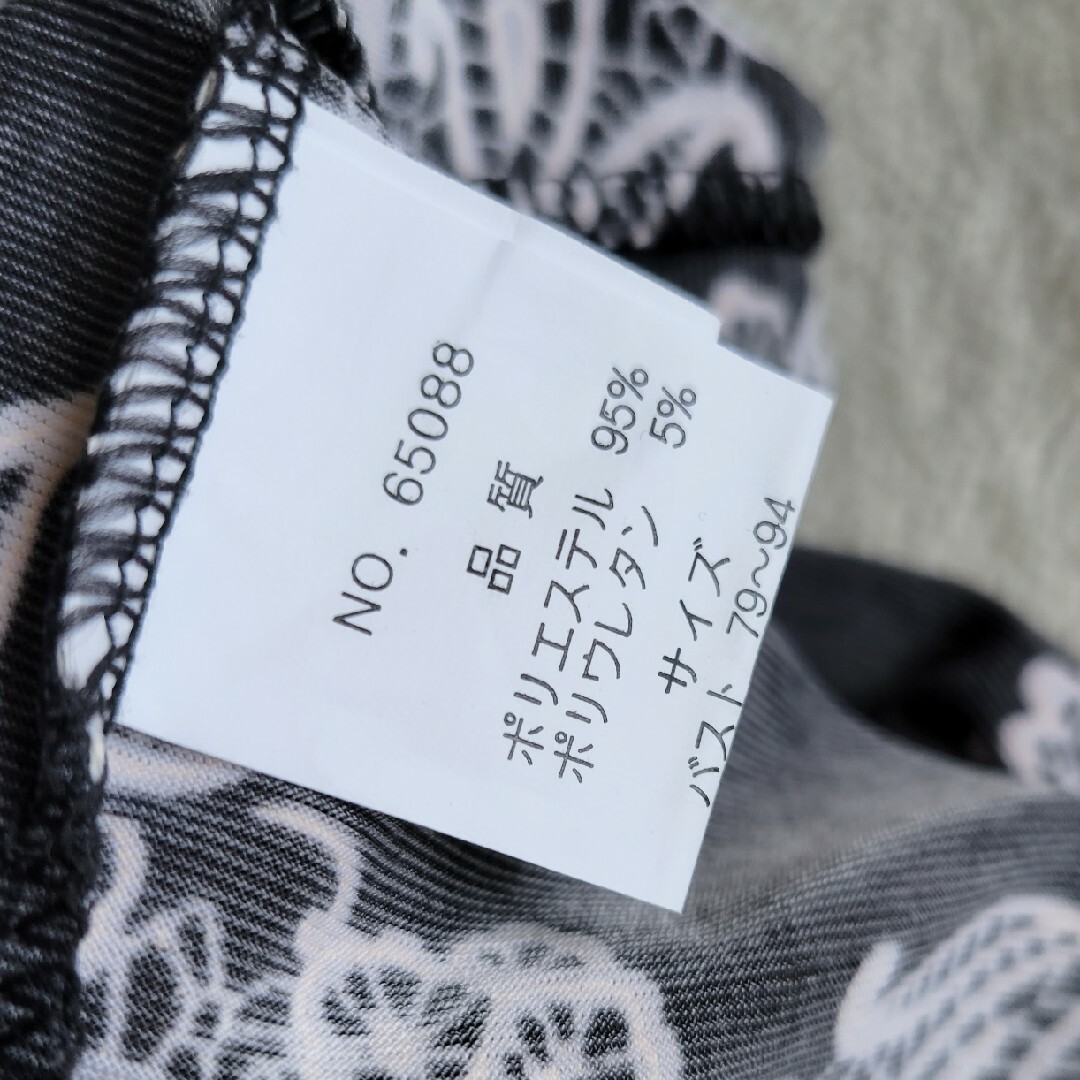 NO. 65088
品質
ポリエステル 95%
ポリウレタン 5%
サイズ
バスト 79～94